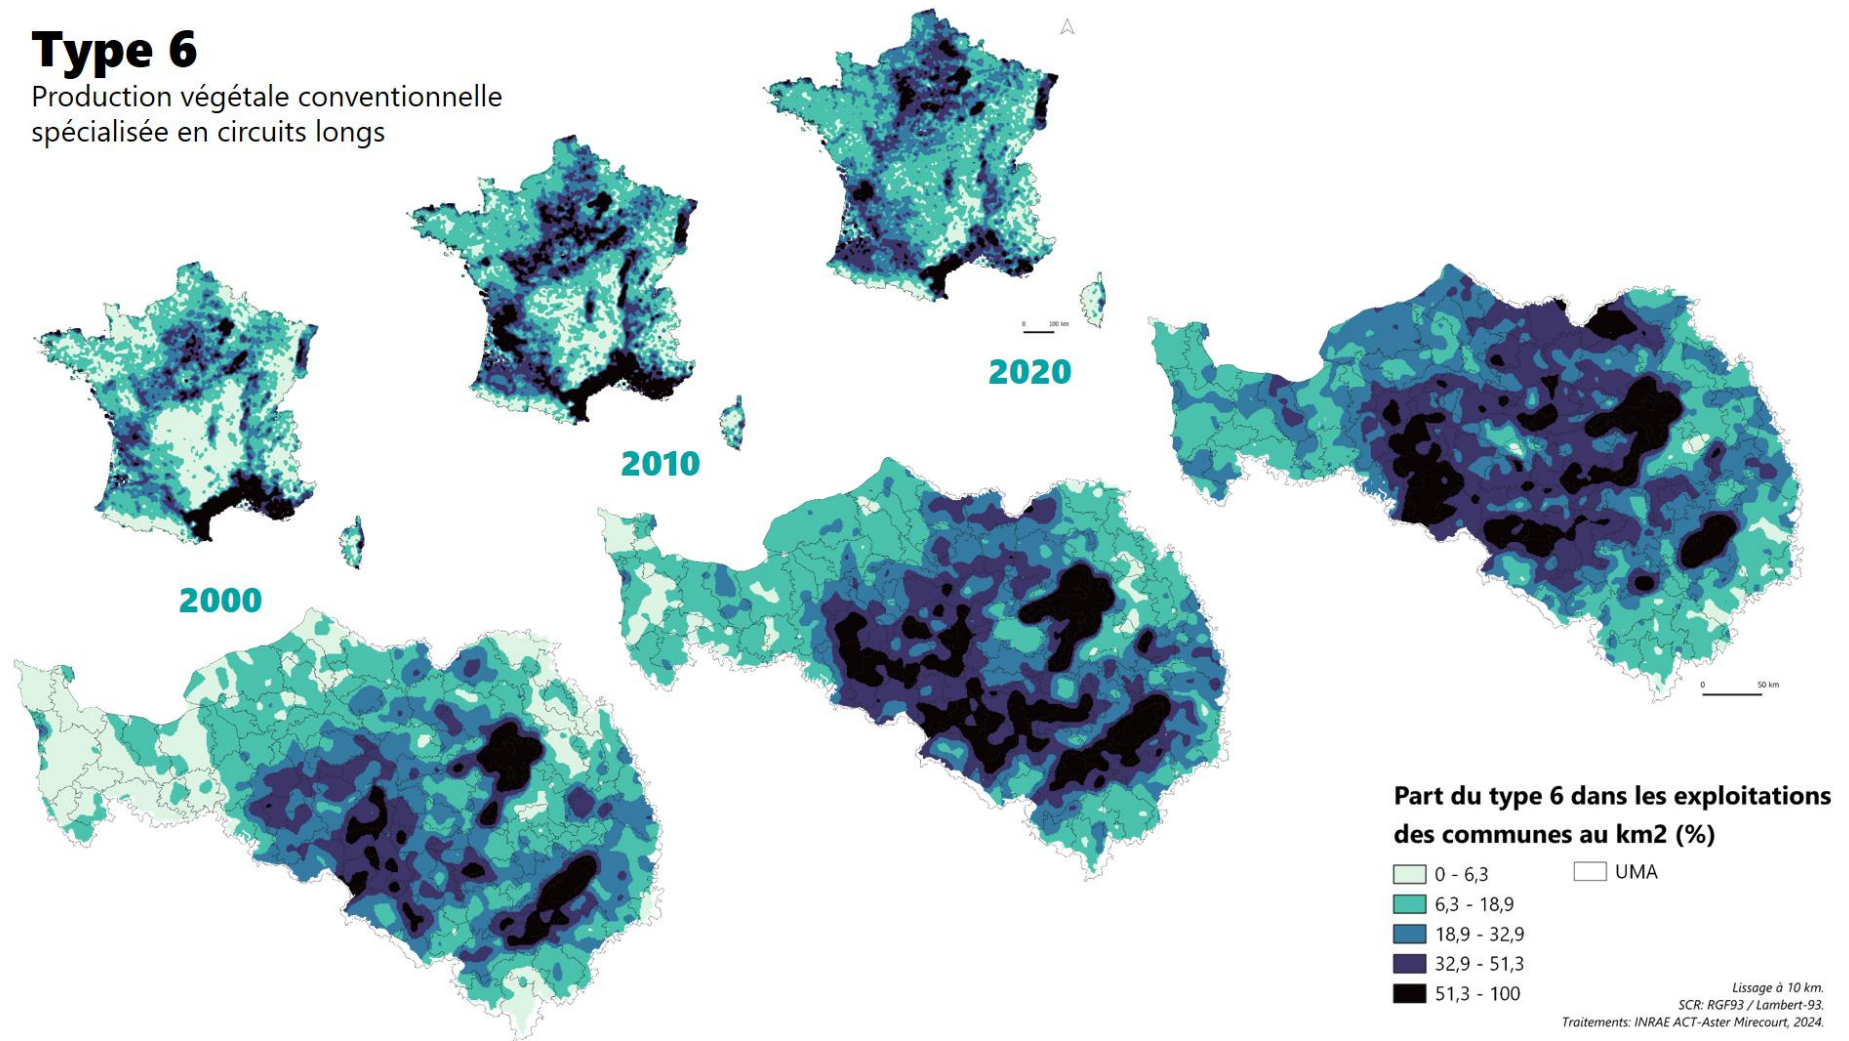 Type 6
Production végétale conventionnelle
spécialisée en circuits longs
0 100 km
2020
2010
2000
0 50 km
Part du type 6 dans les exploitations
des communes au km2 (%)
0 - 6,3
UMA
6,3 - 18,9
18,9 - 32,9
32,9 - 51,3
51,3 - 100
Lissage à 10 km.
SCR: RGF93 / Lambert-93.
Traitements: INRAE ACT-Aster Mirecourt, 2024.